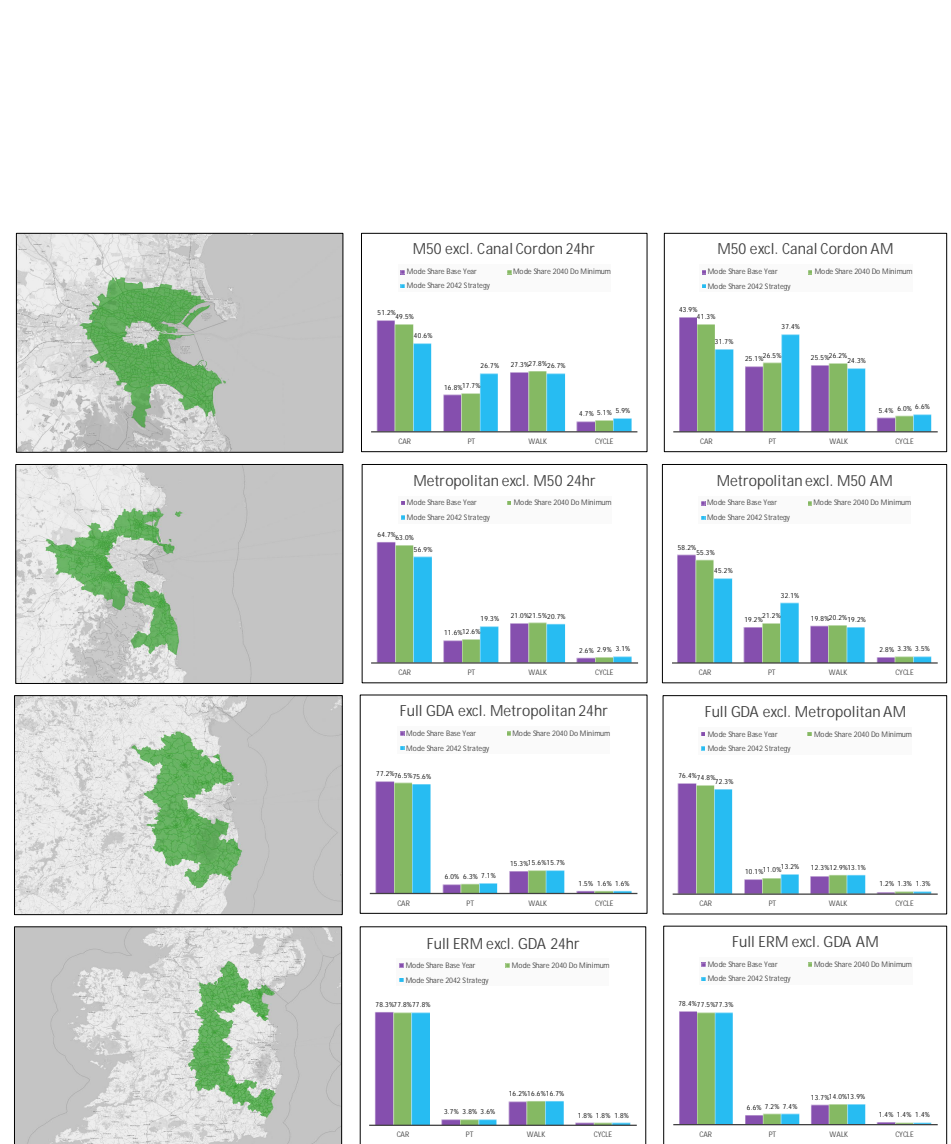 M50 excl. Canal Cordon 24hr
Mode Share Base Year Mode Share 2040 Do Minimum
Mode Share 2042 Strategy
51.2% 49.5% 40.6% 16.8% 17.7% 26.7% 27.3% 27.8% 26.7% 4.7% 5.1% 5.9%
CAR PT WALK CYCLE
M50 excl. Canal Cordon AM
Mode Share Base Year Mode Share 2040 Do Minimum
Mode Share 2042 Strategy
43.9% 41.3% 31.7% 25.1% 26.5% 37.4% 25.5% 26.2% 24.3% 5.4% 6.0% 6.6%
CAR PT WALK CYCLE
Metropolitan excl. M50 24hr
Mode Share Base Year Mode Share 2040 Do Minimum
Mode Share 2042 Strategy
64.7% 63.0% 56.9% 11.6% 12.6% 19.3% 21.0% 21.5% 20.7% 2.6% 2.9% 3.1%
CAR PT WALK CYCLE
Metropolitan excl. M50 AM
Mode Share Base Year Mode Share 2040 Do Minimum
Mode Share 2042 Strategy
58.2% 55.3% 45.2% 19.2% 21.2% 32.1% 19.8% 20.2% 19.2% 2.8% 3.3% 3.5%
CAR PT WALK CYCLE
Full GDA excl. Metropolitan 24hr
Mode Share Base Year Mode Share 2040 Do Minimum
Mode Share 2042 Strategy
77.2% 76.5% 75.6% 6.0% 6.3% 7.1% 15.3% 15.6% 15.7% 1.5% 1.6% 1.6%
CAR PT WALK CYCLE
Full GDA excl. Metropolitan AM
Mode Share Base Year Mode Share 2040 Do Minimum
Mode Share 2042 Strategy
76.4% 74.8% 72.3% 10.1% 11.0% 13.2% 12.3% 12.9% 13.1% 1.2% 1.3% 1.3%
CAR PT WALK CYCLE
Full ERM excl. GDA 24hr
Mode Share Base Year Mode Share 2040 Do Minimum
Mode Share 2042 Strategy
78.3% 77.8% 77.8% 3.7% 3.8% 3.6% 16.2% 16.6% 16.7% 1.8% 1.8% 1.8%
CAR PT WALK CYCLE
Full ERM excl. GDA AM
Mode Share Base Year Mode Share 2040 Do Minimum
Mode Share 2042 Strategy
78.4% 77.5% 77.3% 6.6% 7.2% 7.4% 13.7% 14.0% 13.9% 1.4% 1.4% 1.4%
CAR PT WALK CYCLE